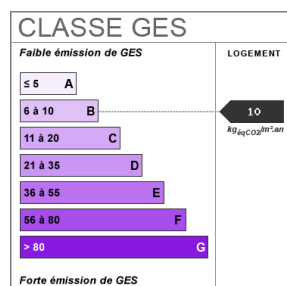 CLASSE GES
Faible émission de GES
LOGEMENT
≤ 5 A
6 à 10 B
10
11 à 20 C
kgéqCO2/m².an
21 à 35 D
36 à 55 E
56 à 80 F
> 80 G
Forte émission de GES